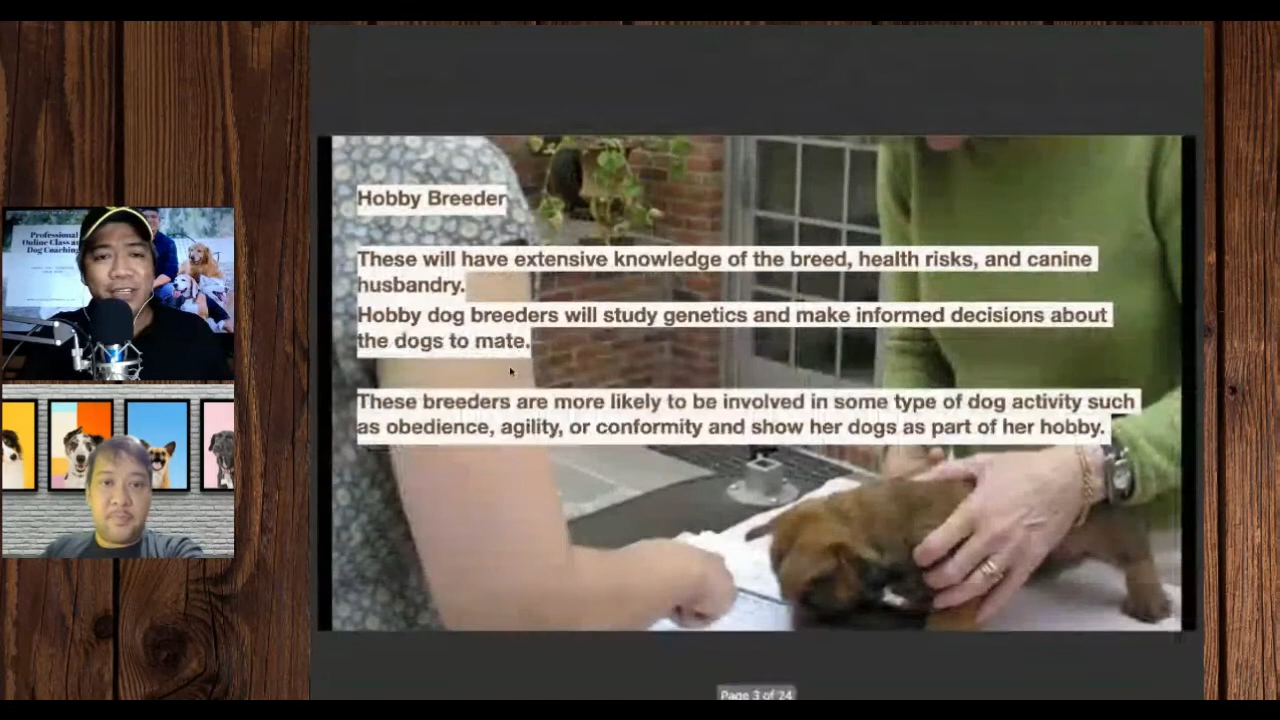 Hobby Breeder
These will have extensive knowledge of the breed, health risks, and canine
husbandry.
Hobby dog breeders will study genetics and make informed decisions about
the dogs to mate.
These breeders are more likely to be involved in some type of dog activity such
as obedience, agility, or conformity and show her dogs as part of her hobby.
Professional
Online Class
Dog Coaching
Page 3 of 24